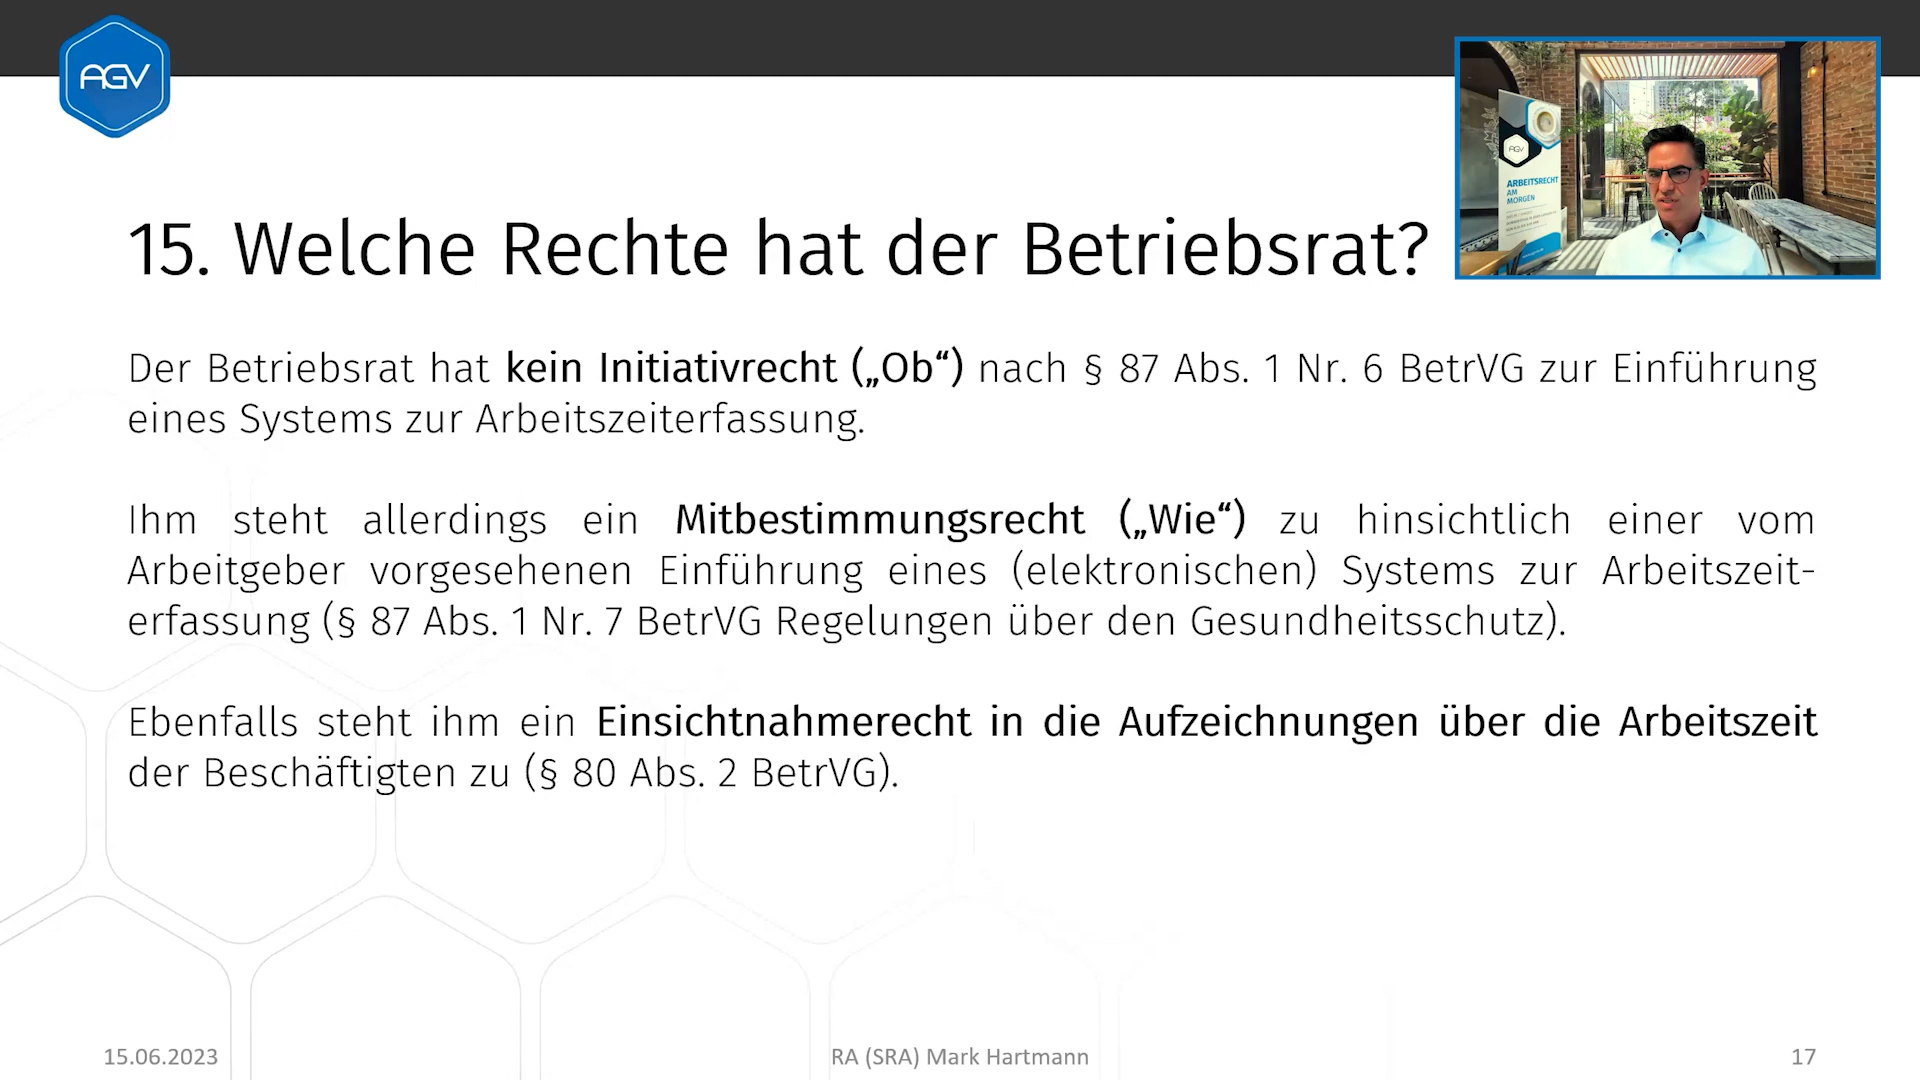 AGV
AGV
ARBEITSRECHT
AM
MORGEN
15. Welche Rechte hat der Betriebsrat?
Der Betriebsrat hat kein Initiativrecht („Ob“) nach § 87 Abs. 1 Nr. 6 BetrVG zur Einführung
eines Systems zur Arbeitszeiterfassung.
Ihm steht allerdings ein Mitbestimmungsrecht („Wie“) zu hinsichtlich einer vom
Arbeitgeber vorgesehenen Einführung eines (elektronischen) Systems zur Arbeitszeit-
erfassung (§ 87 Abs. 1 Nr. 7 BetrVG Regelungen über den Gesundheitsschutz).
Ebenfalls steht ihm ein Einsichtnahmerecht in die Aufzeichnungen über die Arbeitszeit
der Beschäftigten zu (§ 80 Abs. 2 BetrVG).
15.06.2023
RA (SRA) Mark Hartmann
17